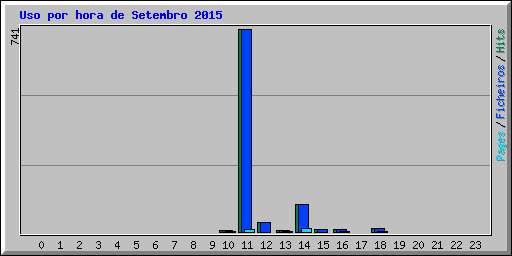 Uso por hora de Setembro 2015
741
Pages/Ficheiros/Hits
0 1 2 3 4 5 6 7 8 9 10 11 12 13 14 15 16 17 18 19 20 21 22 23